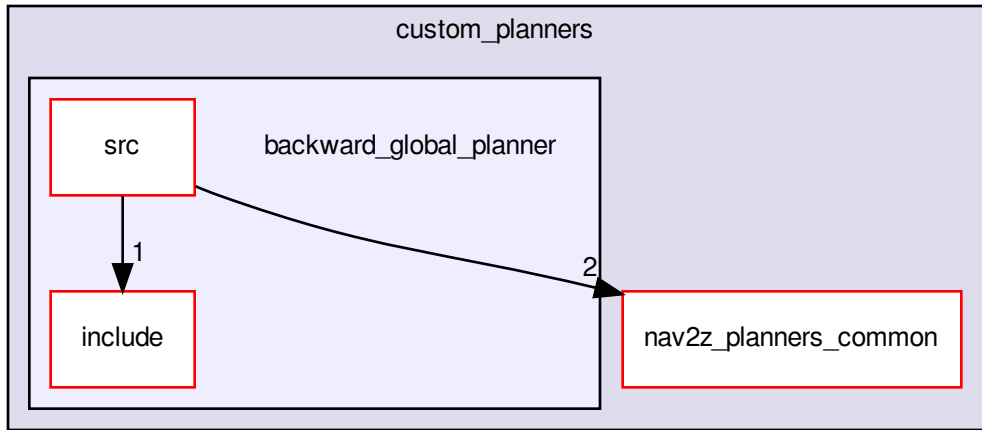 custom_planners
src
backward_global_planner
1
2
include
nav2z_planners_common